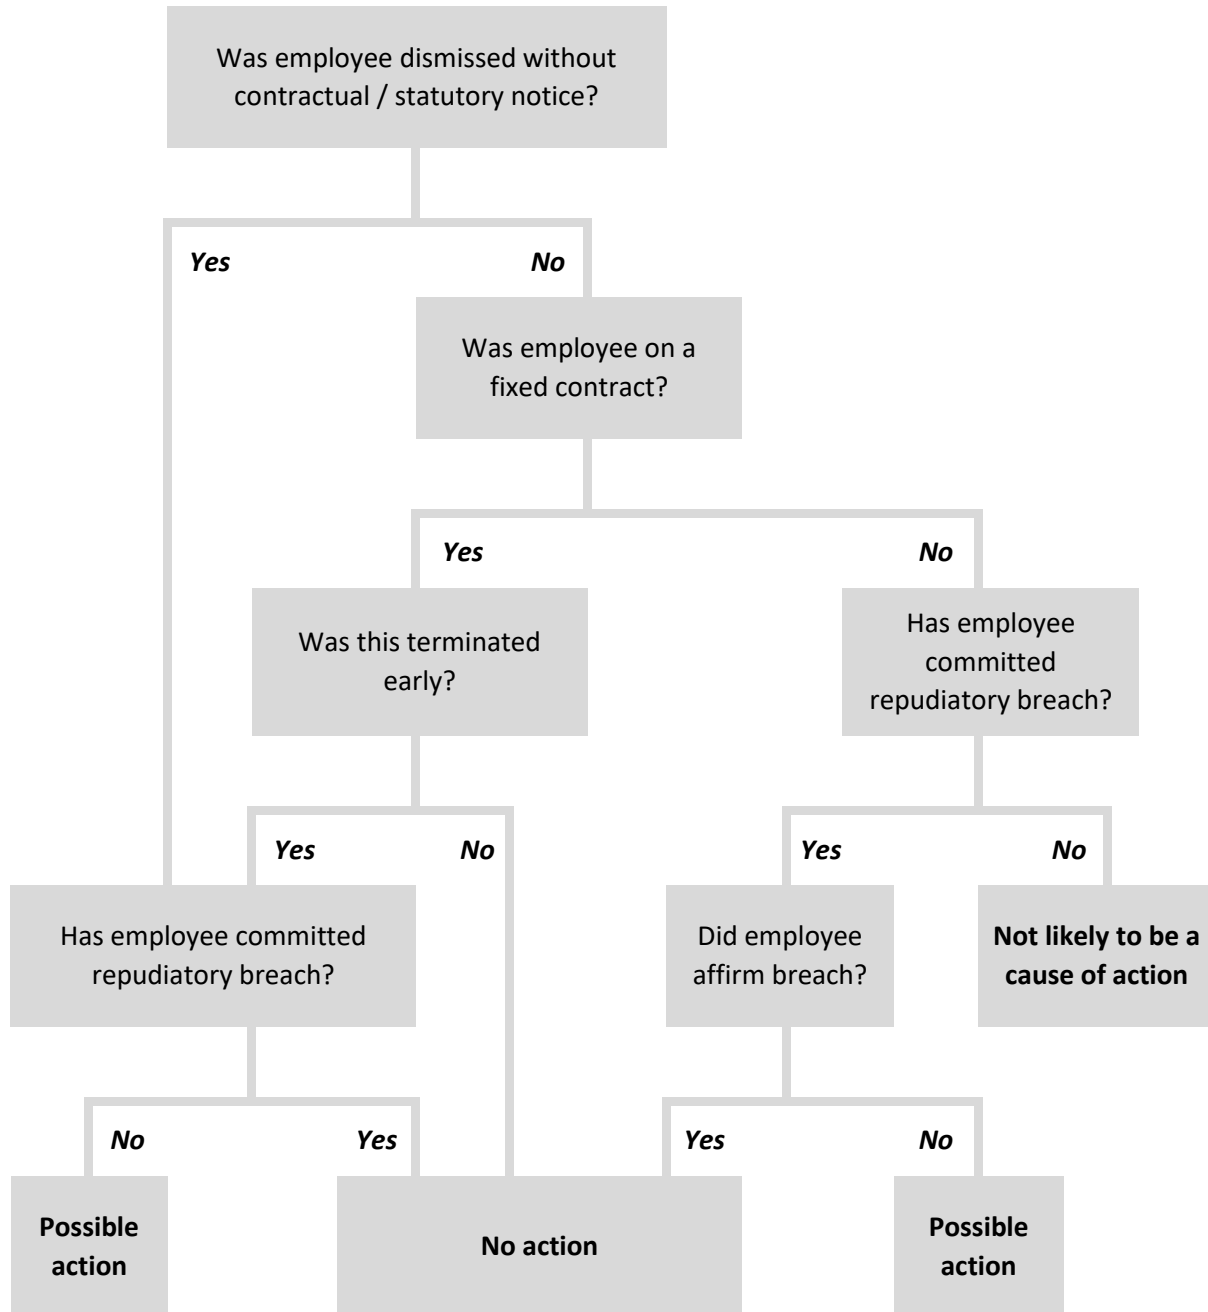 Was employee dismissed without
contractual / statutory notice?
Yes
No
Was employee on a
fixed contract?
Yes
No
Was this terminated
early?
Has employee
committed
repudiatory breach?
Yes
No
Yes
No
Has employee committed
repudiatory breach?
Did employee
affirm breach?
Not likely to be a
cause of action
No
Yes
Yes
No
Possible
action
No action
Possible
action